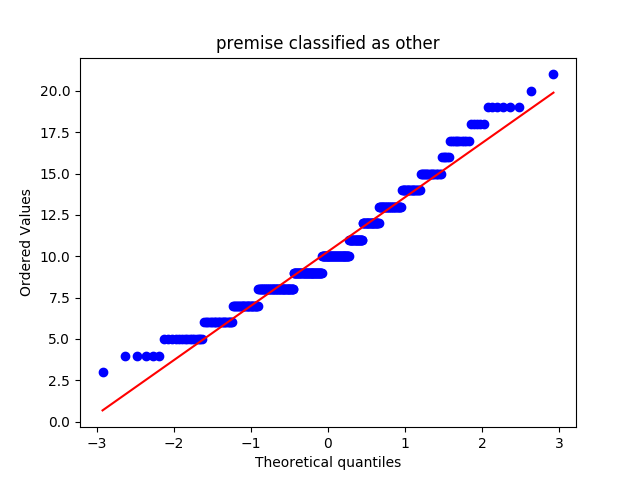 premise classified as other
20.0
17.5
15.0
12.5
10.0
7.5
5.0
2.5
0.0
Ordered Values
−3 −2 −1 0 1 2 3
Theoretical quantiles